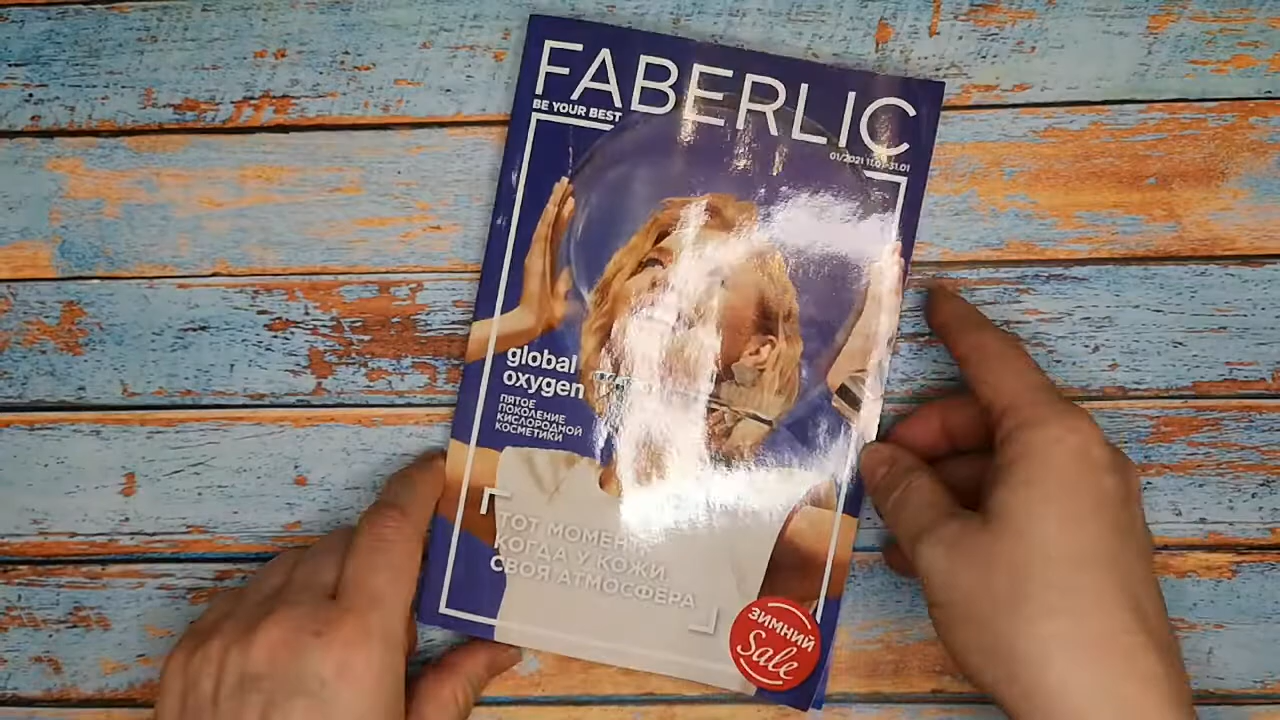 FABERLIC
BE YOUR BEST
01/2021 11.01-31.01
global
oxygen
ПЯТОЕ
ПОКОЛЕНИЕ
КИСЛОРОДНОЙ
КОСМЕТИКИ
ТОТ МОМЕНТ,
КОГДА У КОЖИ
СВОЯ АТМОСФЕРА
ЗИМНИЙ
Sale